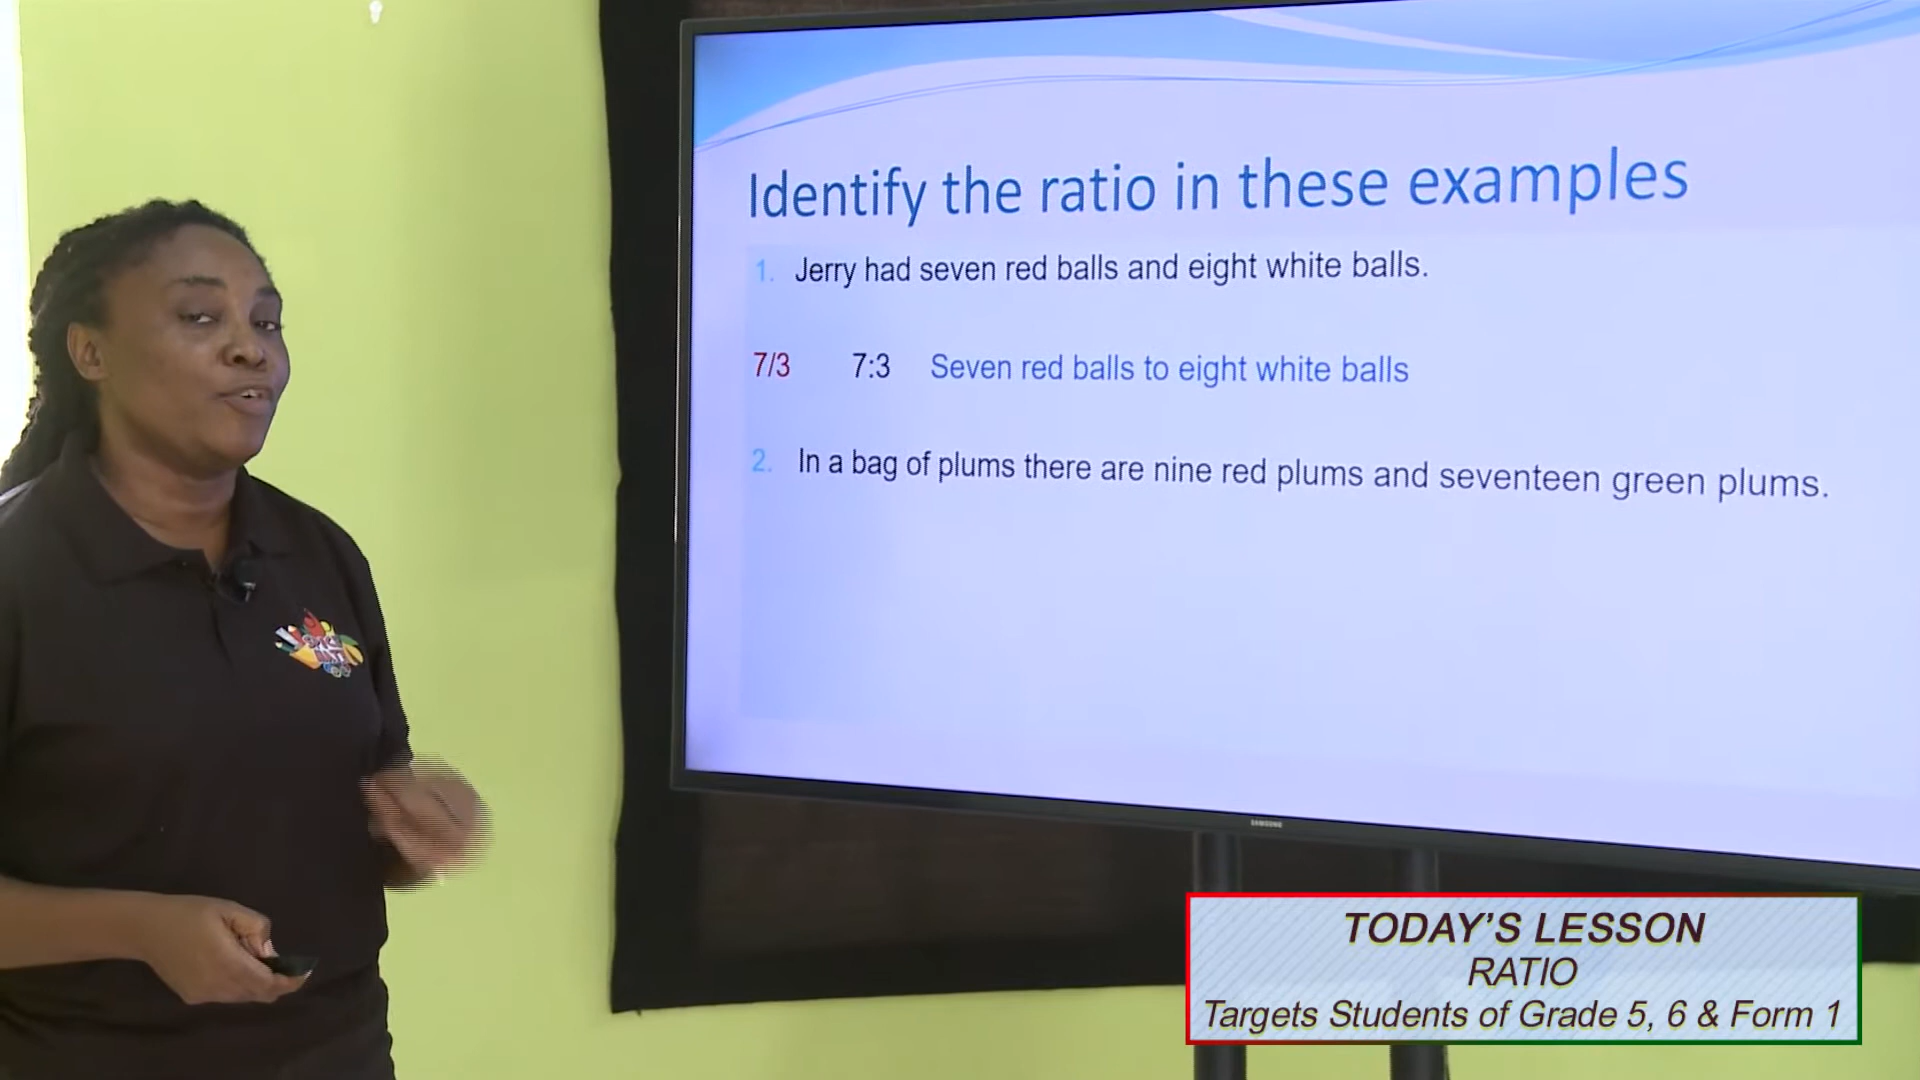 Identify the ratio in these examples
1. Jerry had seven red balls and eight white balls.
7/3 7:3 Seven red balls to eight white balls
2. In a bag of plums there are nine red plums and seventeen green plums.
SAMSUNG
TODAY'S LESSON
RATIO
Targets Students of Grade 5, 6 & Form 1